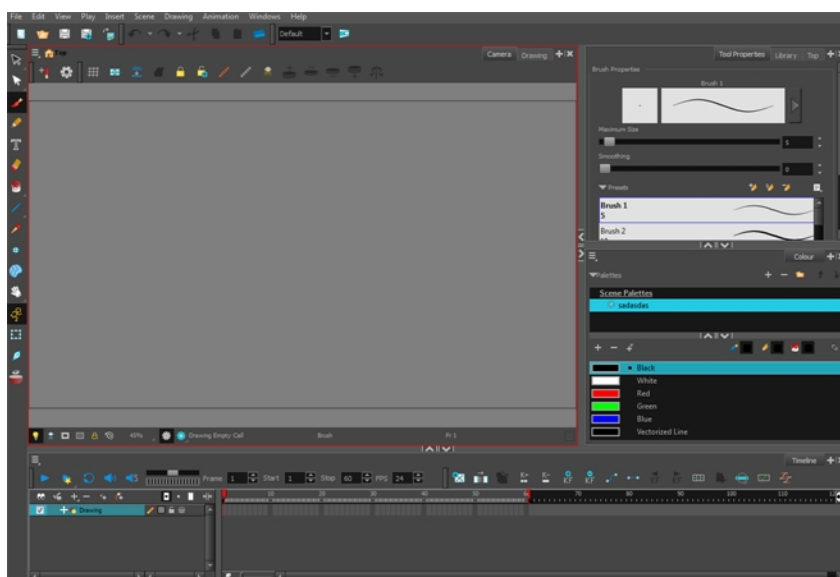 File Edit View Play Insert Scene Drawing Animation Windows Help
Default
Top
Camera Drawing
Tool Properties Library Top
Brush Properties
Brush 1
Maximum Size
5
Smoothing
0
Presets
Brush 1
5
Brush 2
Colour
Palettes
Scene Palettes
sadasdas
Black
White
Red
Green
Blue
Vectorized Line
45% Drawing Empty Cell Brush Fr 1
Timeline
Frame 1 Start 1 Stop 60 FPS 24
10 20 30 40 50 60 70 80 90 100 110
Drawing